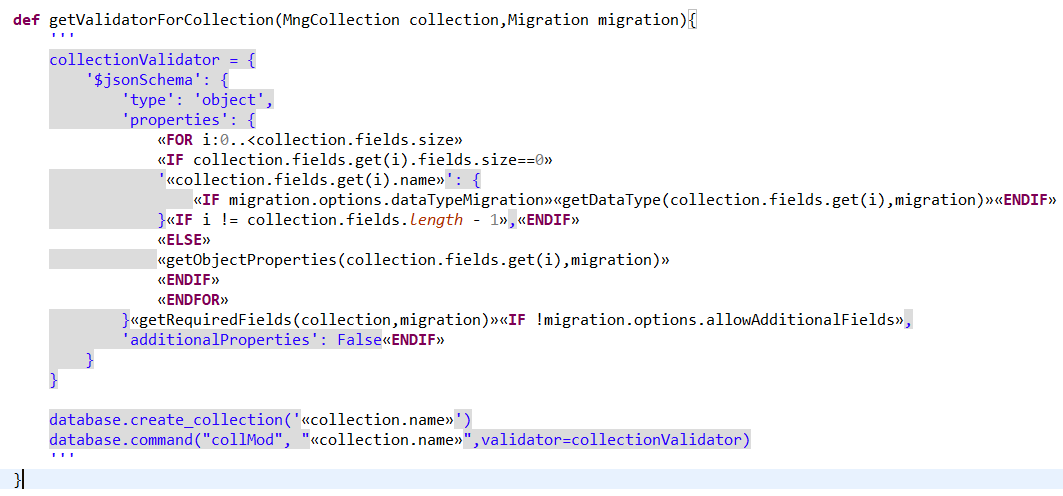 def getValidatorForCollection(MngCollection collection,Migration migration){
'''
collectionValidator = {
'$jsonSchema': {
'type': 'object',
'properties': {
«FOR i:0..<collection.fields.size»
«IF collection.fields.get(i).fields.size==0»
'«collection.fields.get(i).name»': {
«IF migration.options.dataTypeMigration»«getDataType(collection.fields.get(i),migration)»«ENDIF»
}«IF i != collection.fields.length - 1»,«ENDIF»
«ELSE»
«getObjectProperties(collection.fields.get(i),migration)»
«ENDIF»
«ENDFOR»
}«getRequiredFields(collection,migration)»«IF !migration.options.allowAdditionalFields»,
'additionalProperties': False«ENDIF»
}
}
database.create_collection('«collection.name»')
database.command("collMod", "«collection.name»",validator=collectionValidator)
'''
}